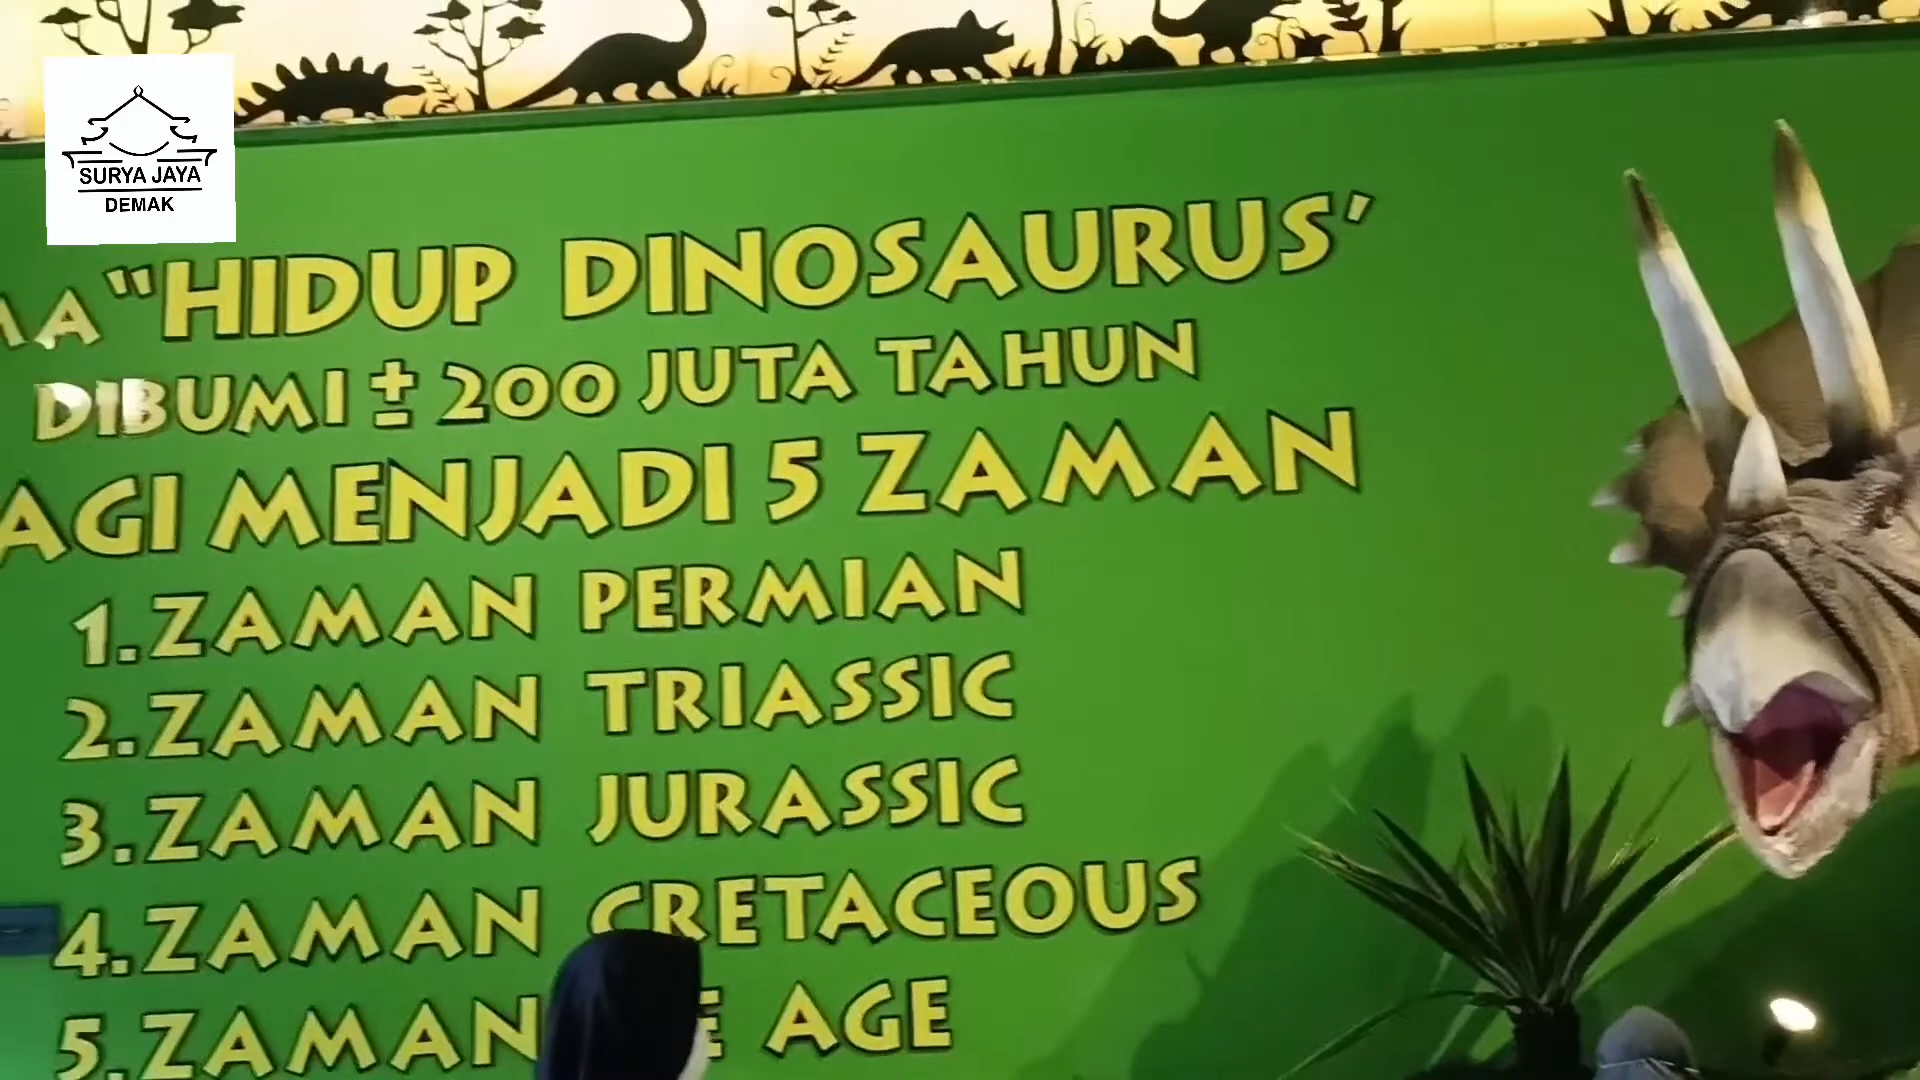 SURYA JAYA
DEMAK
"HIDUP DINOSAURUS'
DIBUMI ± 200 JUTA TAHUN
MENJADI 5 ZAMAN
1. ZAMAN PERMIAN
2. ZAMAN TRIASSIC
3. ZAMAN JURASSIC
4. ZAMAN CRETACEOUS
5. ZAMAN AGE